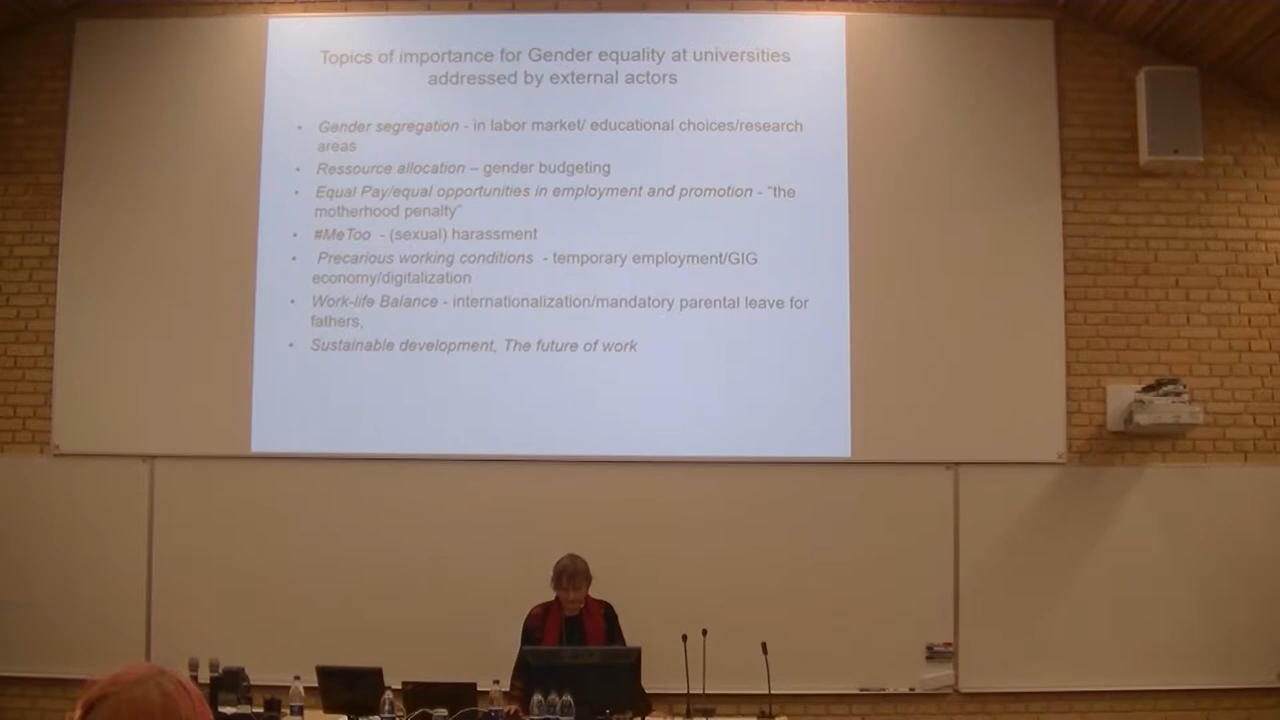 Topics of importance for Gender equality at universities
addressed by external actors
• Gender segregation - in labor market/ educational choices/research
areas
• Ressource allocation – gender budgeting
• Equal Pay/equal opportunities in employment and promotion - "the
motherhood penalty"
• #MeToo - (sexual) harassment
• Precarious working conditions - temporary employment/GIG
economy/digitalization
• Work-life Balance - internationalization/mandatory parental leave for
fathers,
• Sustainable development, The future of work